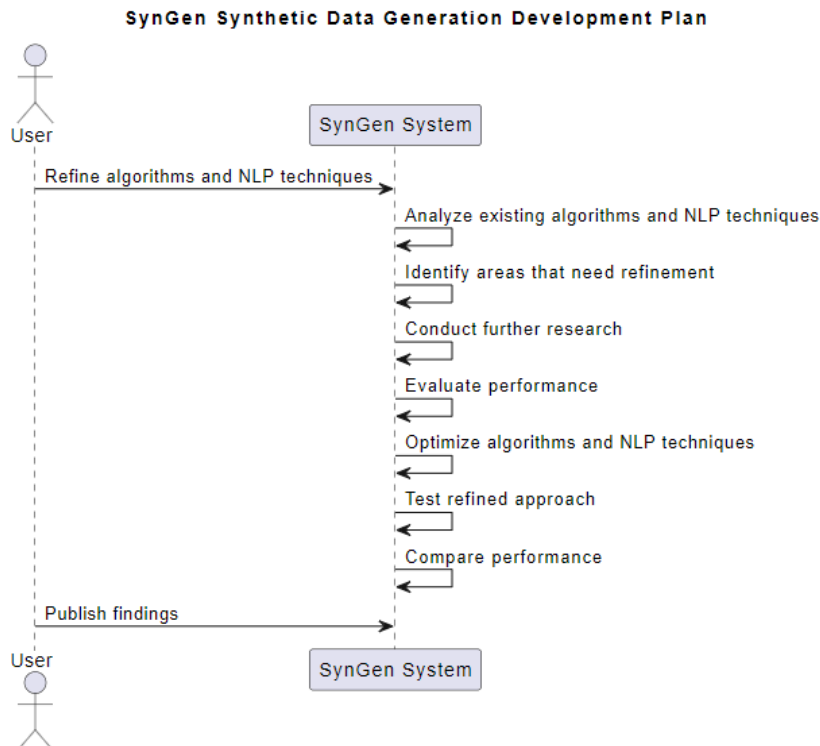 SynGen Synthetic Data Generation Development Plan
User
SynGen System
Refine algorithms and NLP techniques
Analyze existing algorithms and NLP techniques
Identify areas that need refinement
Conduct further research
Evaluate performance
Optimize algorithms and NLP techniques
Test refined approach
Compare performance
Publish findings
User
SynGen System